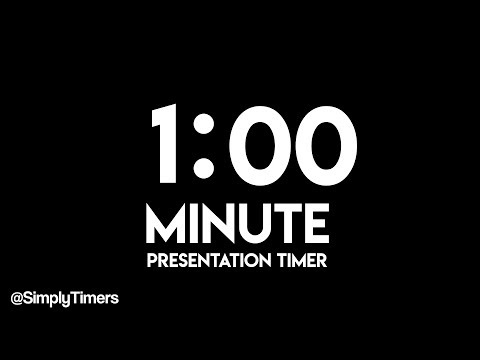 1:00
MINUTE
PRESENTATION TIMER
@SimplyTimers